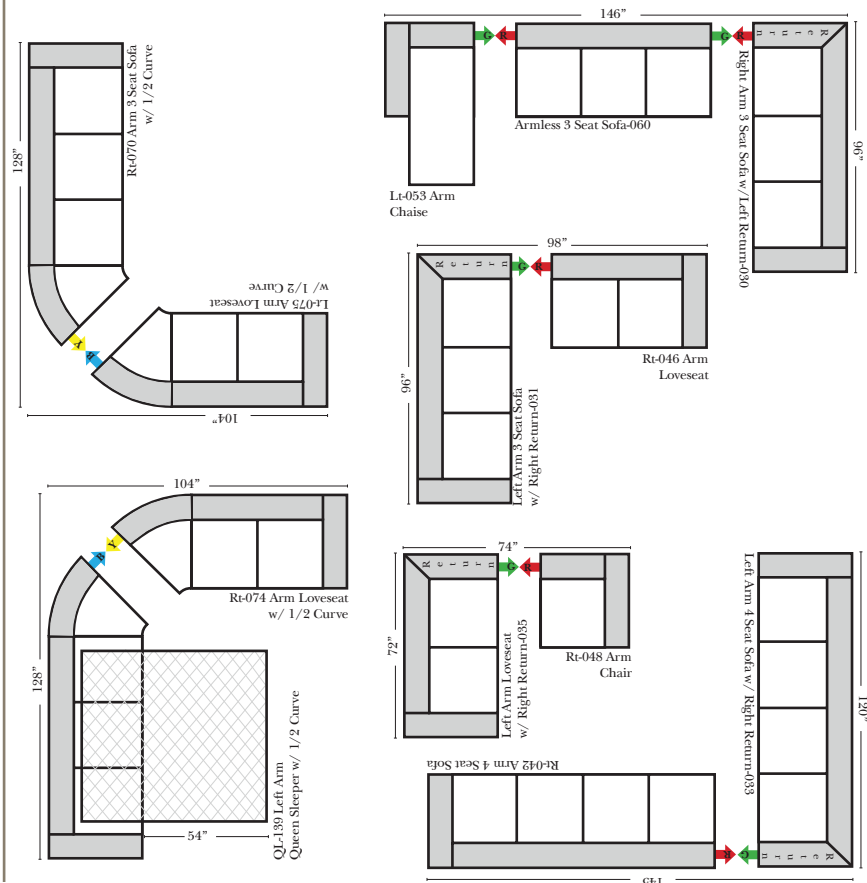 128”
Rt-070 Arm 3 Seat Sofa
w/ 1/2 Curve
Y
B
Lt-075 Arm Loveseat
w/ 1/2 Curve
104”
146”
G
R
G
R
Return
Armless 3 Seat Sofa-060
Lt-053 Arm
Chaise
Right Arm 3 Seat Sofa w/Left Return-030
96”
98”
Return
G
R
96”
Left Arm 3 Seat Sofa
w/ Right Return-031
Rt-046 Arm
Loveseat
104”
B
Y
Rt-074 Arm Loveseat
w/ 1/2 Curve
128”
54”
QL-139 Left Arm
Queen Sleeper w/ 1/2 Curve
74”
Return
G
R
72”
Left Arm Loveseat
w/ Right Return-035
Rt-048 Arm
Chair
Left Arm 4 Seat Sofa w/ Right Return-033
120”
Rt-042 Arm 4 Seat Sofa
R
G
Return
145